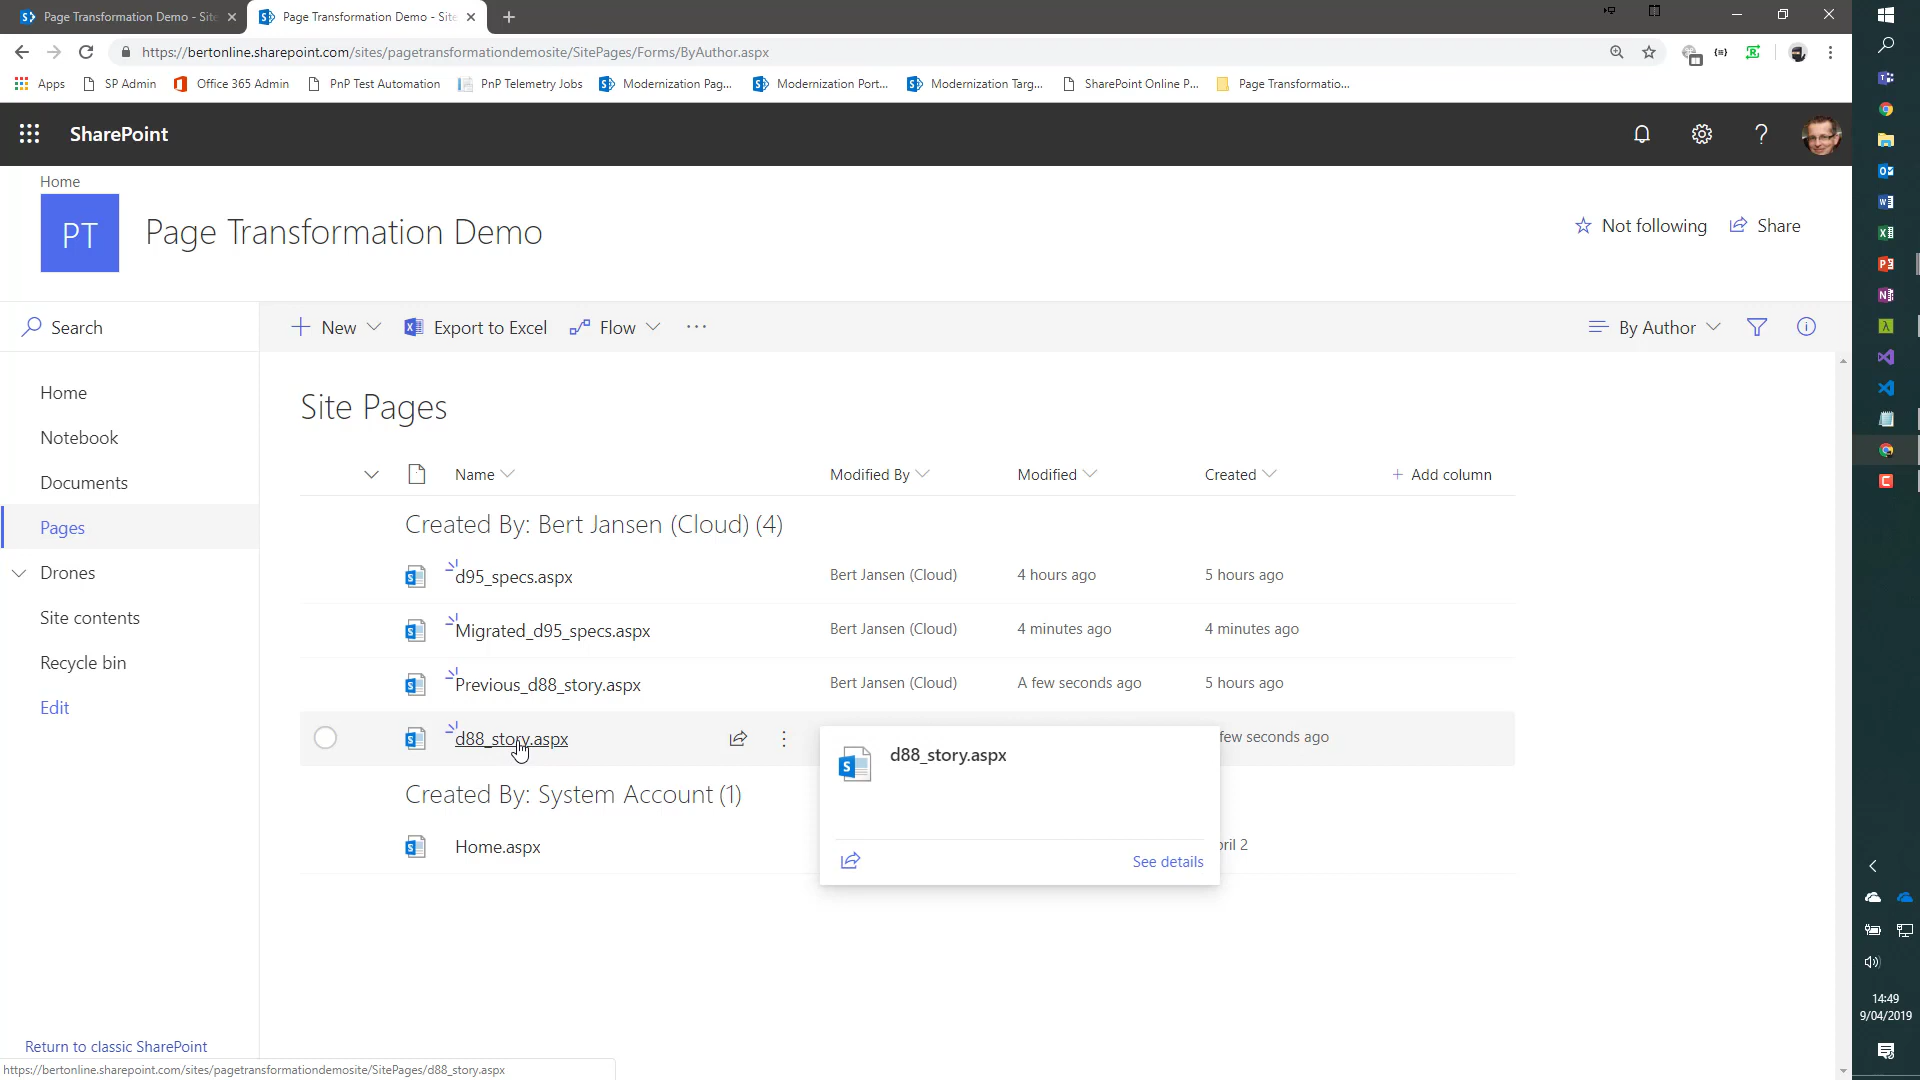 Page Transformation Demo - Site
Page Transformation Demo - Site
https://bertonline.sharepoint.com/sites/pagetransformationdemosite/SitePages/Forms/ByAuthor.aspx
Apps
SP Admin
Office 365 Admin
PnP Test Automation
PnP Telemetry Jobs
Modernization Pag...
Modernization Port...
Modernization Targ...
SharePoint Online P...
Page Transformatio...
SharePoint
Home
PT
Page Transformation Demo
Not following
Share
Search
New
Export to Excel
Flow
By Author
Home
Notebook
Documents
Pages
Drones
Site contents
Recycle bin
Edit
Return to classic SharePoint
Site Pages
Name
Modified By
Modified
Created
Add column
Created By: Bert Jansen (Cloud) (4)
d95_specs.aspx
Bert Jansen (Cloud)
4 hours ago
5 hours ago
Migrated_d95_specs.aspx
Bert Jansen (Cloud)
4 minutes ago
4 minutes ago
Previous_d88_story.aspx
Bert Jansen (Cloud)
A few seconds ago
5 hours ago
d88_story.aspx
few seconds ago
d88_story.aspx
See details
Created By: System Account (1)
Home.aspx
pril 2
https://bertonline.sharepoint.com/sites/pagetransformationdemosite/SitePages/d88_story.aspx
14:49
9/04/2019